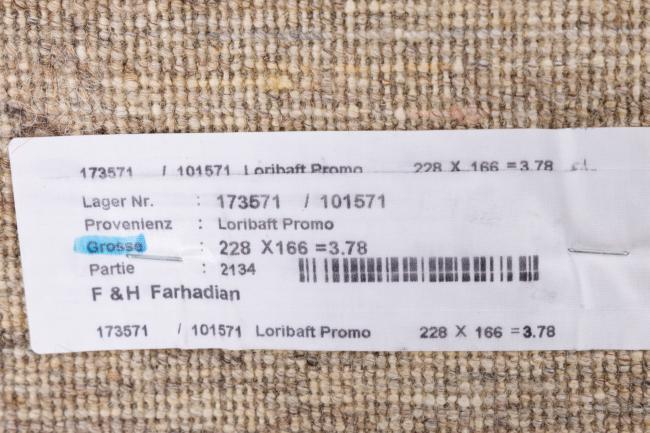 173571 / 101571 Loribaft Promo 228 X 166 =3.78
Lager Nr. : 173571 / 101571
Provenienz : Loribaft Promo
Grosse : 228 X166 =3.78
Partie : 2134
F & H Farhadian
173571 / 101571 Loribaft Promo 228 X 166 =3.78